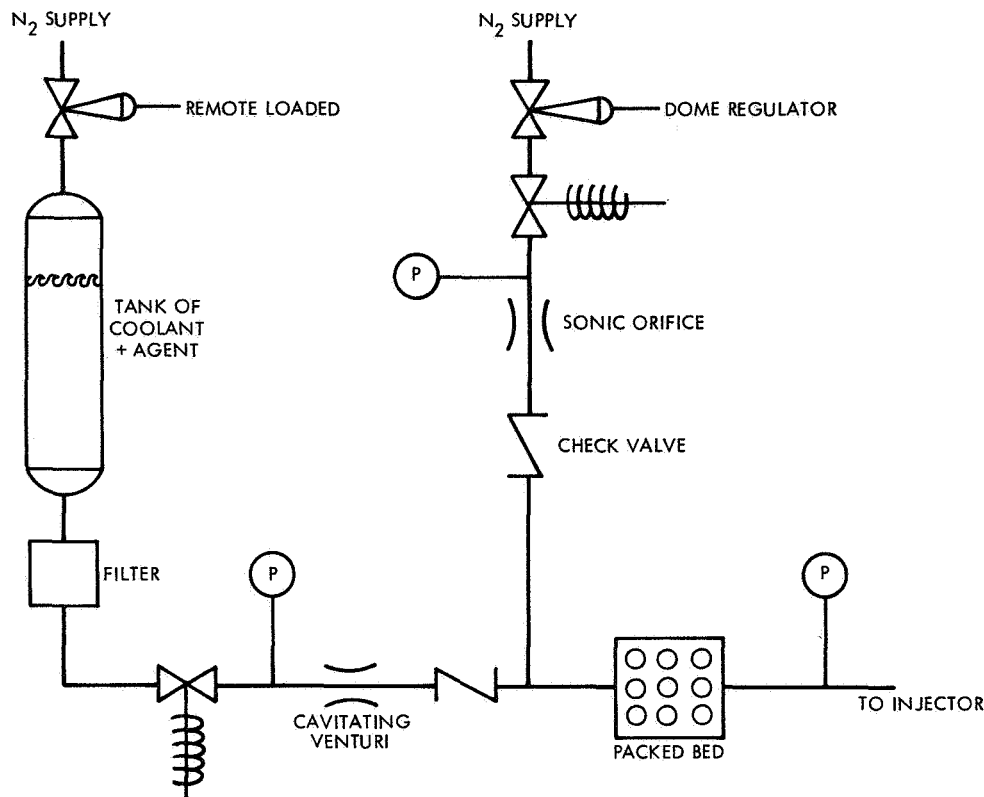 N2 SUPPLY
N2 SUPPLY
REMOTE LOADED
DOME REGULATOR
P
TANK OF
COOLANT
+ AGENT
SONIC ORIFICE
CHECK VALVE
FILTER
P
P
CAVITATING
VENTURI
PACKED BED
TO INJECTOR